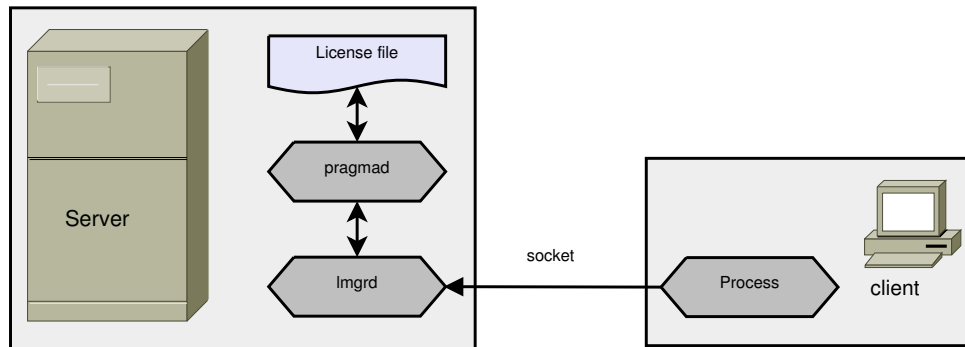 License file
pragmad
Server
lmgrd
socket
Process
client